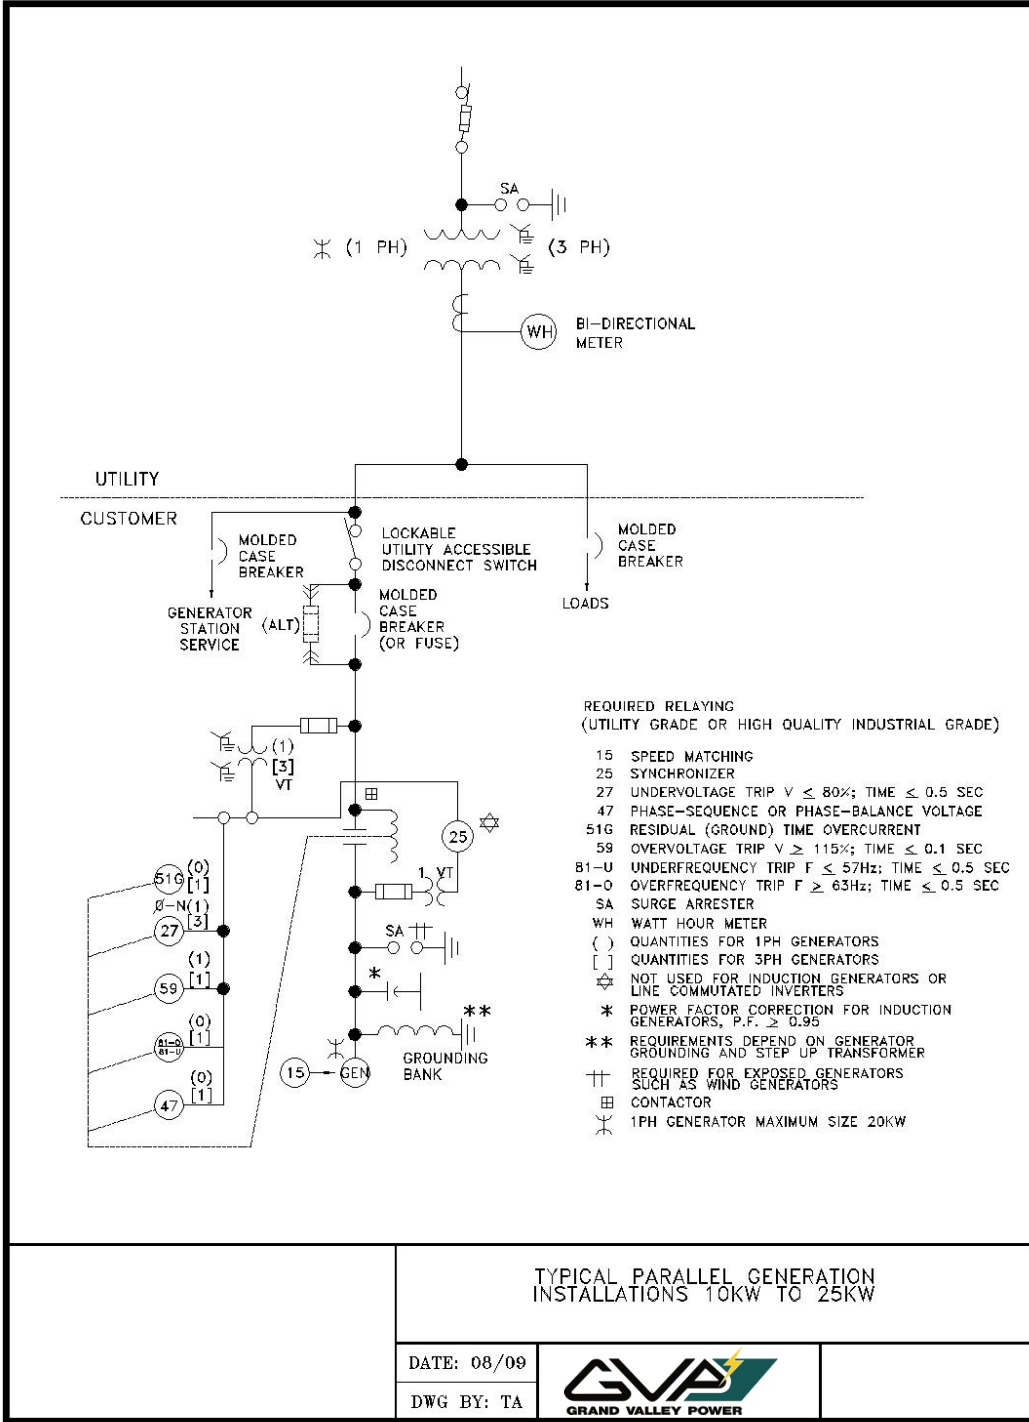 SA
(1 PH)
(3 PH)
WH
BI-DIRECTIONAL
METER
UTILITY
CUSTOMER
MOLDED
CASE
BREAKER
LOCKABLE
UTILITY ACCESSIBLE
DISCONNECT SWITCH
MOLDED
CASE
BREAKER
GENERATOR
STATION
SERVICE
(ALT)
MOLDED
CASE
BREAKER
(OR FUSE)
LOADS
(1)
[3]
VT
25
1 VT
51G
(0)
[1]
Ø-N(1)
[3]
27
(1)
[1]
59
(0)
[1]
81-O
81-U
(0)
[1]
47
SA
*
**
GROUNDING
BANK
15
GEN
REQUIRED RELAYING
(UTILITY GRADE OR HIGH QUALITY INDUSTRIAL GRADE)
15 SPEED MATCHING
25 SYNCHRONIZER
27 UNDERVOLTAGE TRIP V ≤ 80%; TIME ≤ 0.5 SEC
47 PHASE-SEQUENCE OR PHASE-BALANCE VOLTAGE
51G RESIDUAL (GROUND) TIME OVERCURRENT
59 OVERVOLTAGE TRIP V ≥ 115%; TIME ≤ 0.1 SEC
81-U UNDERFREQUENCY TRIP F ≤ 57Hz; TIME ≤ 0.5 SEC
81-O OVERFREQUENCY TRIP F ≥ 63Hz; TIME ≤ 0.5 SEC
SA SURGE ARRESTER
WH WATT HOUR METER
( ) QUANTITIES FOR 1PH GENERATORS
[ ] QUANTITIES FOR 3PH GENERATORS
NOT USED FOR INDUCTION GENERATORS OR
LINE COMMUTATED INVERTERS
* POWER FACTOR CORRECTION FOR INDUCTION
GENERATORS, P.F. ≥ 0.95
** REQUIREMENTS DEPEND ON GENERATOR
GROUNDING AND STEP UP TRANSFORMER
REQUIRED FOR EXPOSED GENERATORS
SUCH AS WIND GENERATORS
CONTACTOR
1PH GENERATOR MAXIMUM SIZE 20KW
TYPICAL PARALLEL GENERATION
INSTALLATIONS 10KW TO 25KW
DATE: 08/09
DWG BY: TA
GVP
GRAND VALLEY POWER